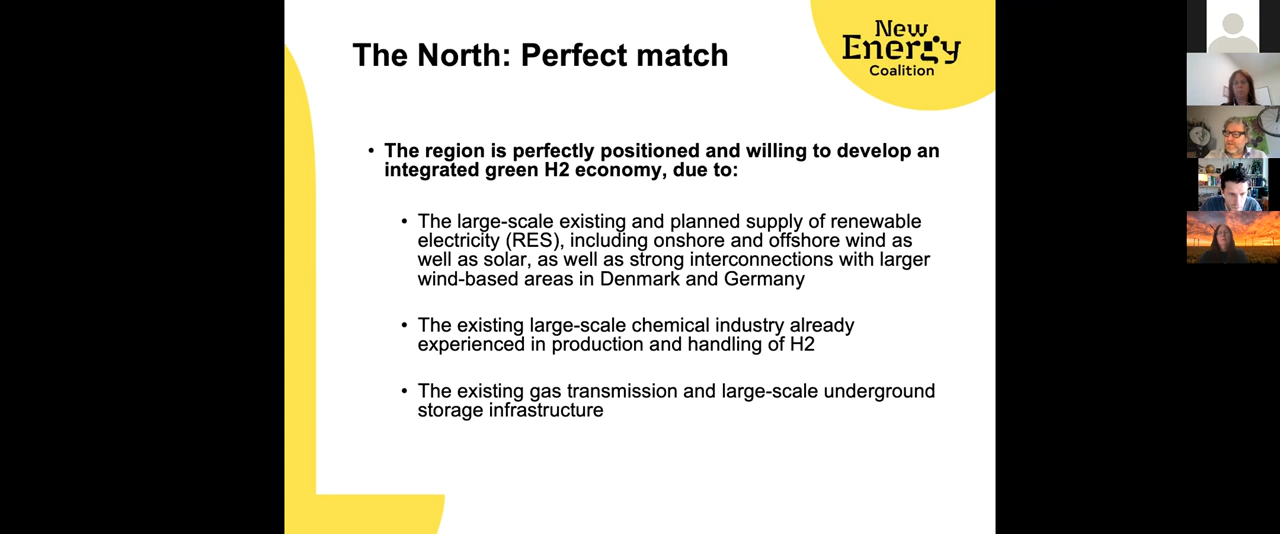 The North: Perfect match
New
Energy
Coalition
• The region is perfectly positioned and willing to develop an
integrated green H2 economy, due to:
• The large-scale existing and planned supply of renewable
electricity (RES), including onshore and offshore wind as
well as solar, as well as strong interconnections with larger
wind-based areas in Denmark and Germany
• The existing large-scale chemical industry already
experienced in production and handling of H2
• The existing gas transmission and large-scale underground
storage infrastructure